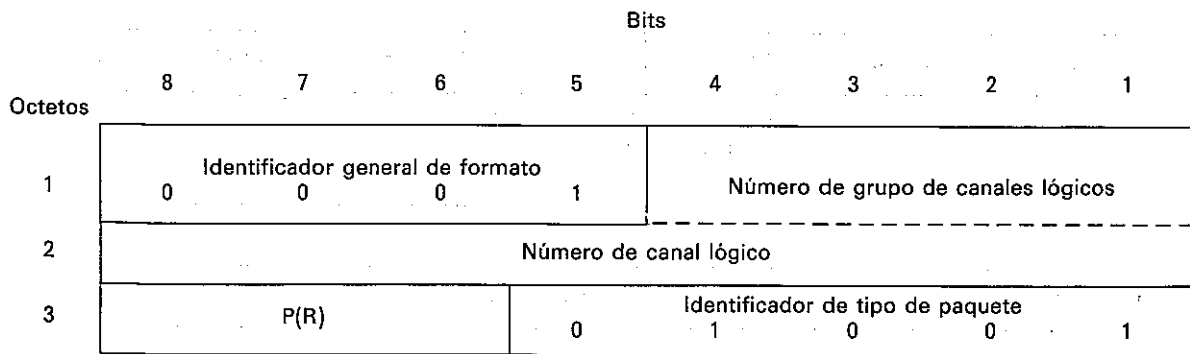 Bits
8 7 6 5 4 3 2 1
Octetos
1 Identificador general de formato Número de grupo de canales lógicos
0 0 0 1
2 Número de canal lógico
3 P(R) Identificador de tipo de paquete
0 1 0 0 1